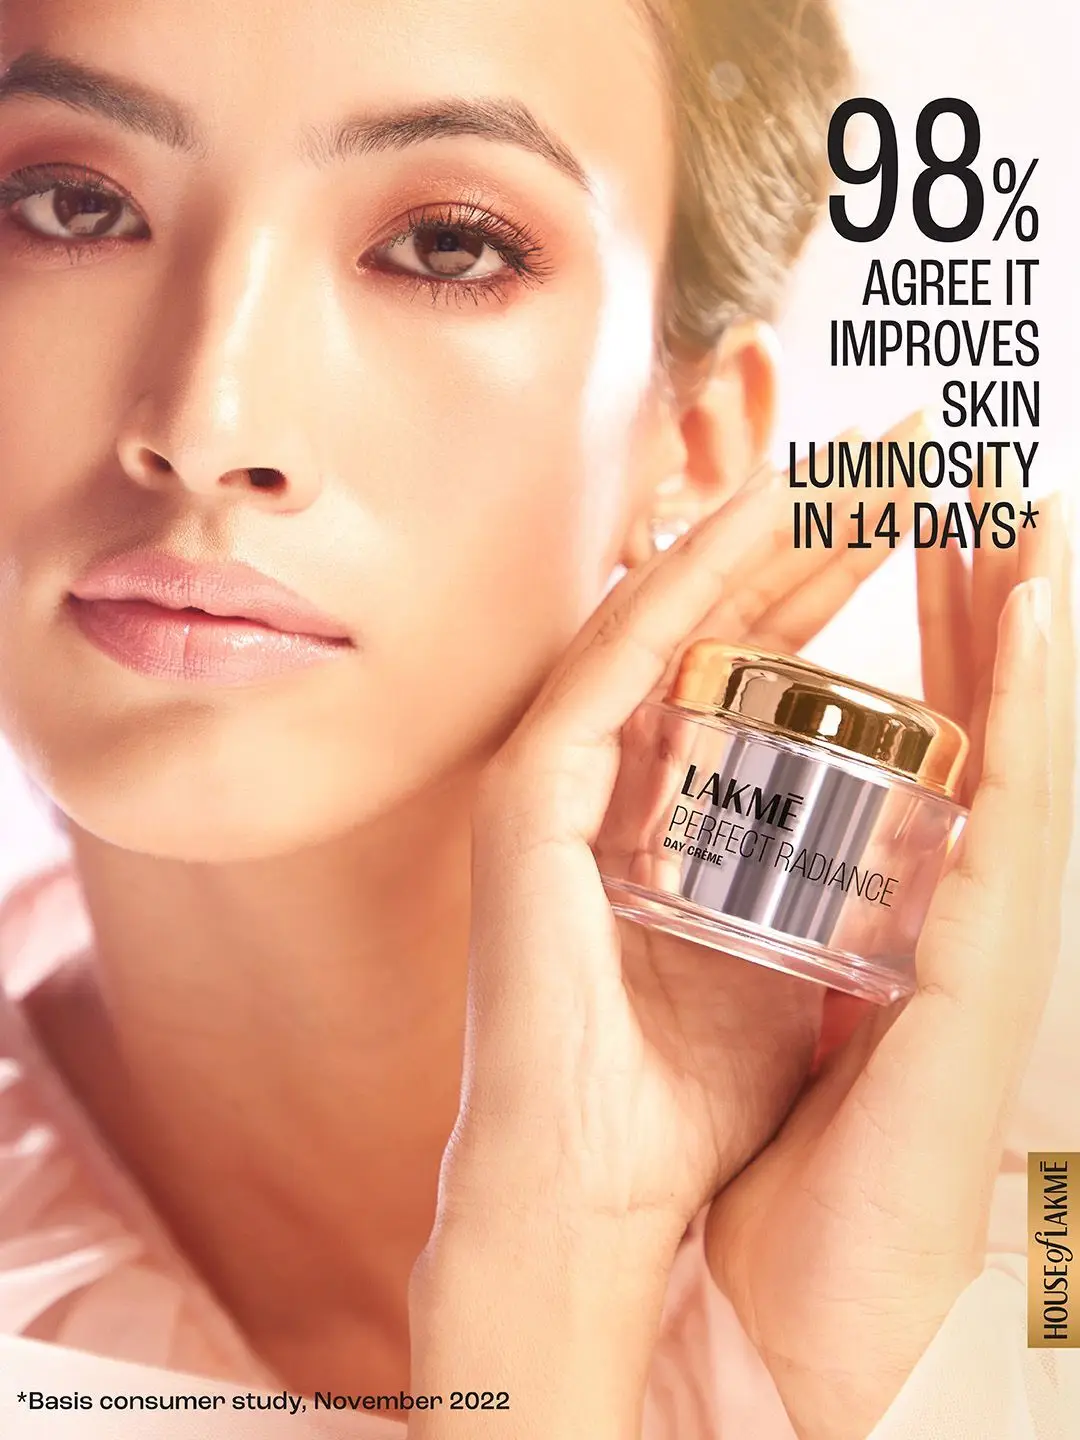 98%
AGREE IT
IMPROVES
SKIN
LUMINOSITY
IN 14 DAYS*
LAKMĒ
PERFECT RADIANCE
DAY CRÈME
HOUSE of LAKMĒ
*Basis consumer study, November 2022